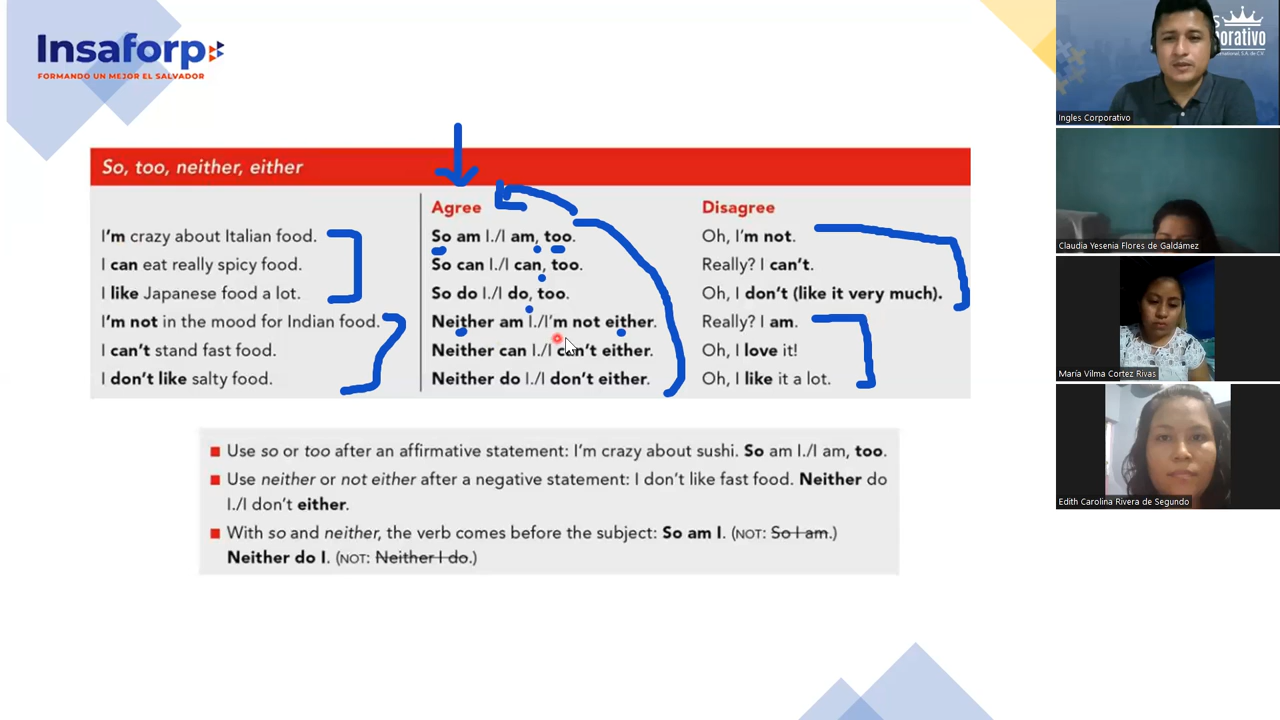 Insaforp
FORMANDO UN MEJOR EL SALVADOR
So, too, neither, either
Agree Disagree
I'm crazy about Italian food. So am I./I am, too. Oh, I'm not.
I can eat really spicy food. So can I./I can, too. Really? I can't.
I like Japanese food a lot. So do I./I do, too. Oh, I don't (like it very much).
I'm not in the mood for Indian food. Neither am I./I'm not either. Really? I am.
I can't stand fast food. Neither can I./I can't either. Oh, I love it!
I don't like salty food. Neither do I./I don't either. Oh, I like it a lot.
Use so or too after an affirmative statement: I'm crazy about sushi. So am I./I am, too.
Use neither or not either after a negative statement: I don't like fast food. Neither do
I./I don't either.
With so and neither, the verb comes before the subject: So am I. (NOT: So I am.)
Neither do I. (NOT: Neither I do.)
Ingles Corporativo
Claudia Yesenia Flores de Galdámez
María Vilma Cortez Rivas
Edith Carolina Rivera de Segundo